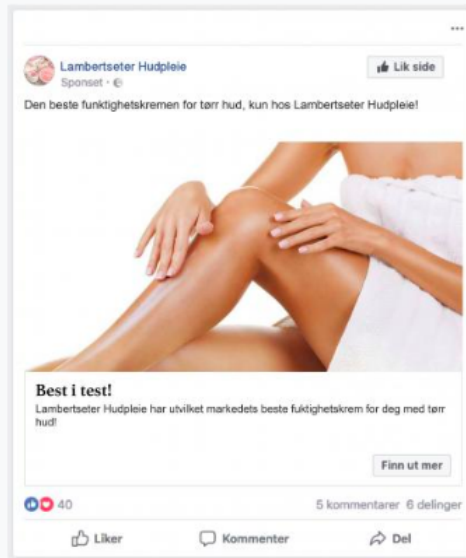 Lambertseter Hudpleie
Sponset
Lik side
Den beste funktighetskremen for tørr hud, kun hos Lambertseter Hudpleie!
Best i test!
Lambertseter Hudpleie har utvilket markedets beste fuktighetskrem for deg med tørr
hud!
Finn ut mer
40
5 kommentarer 6 delinger
Liker
Kommenter
Del